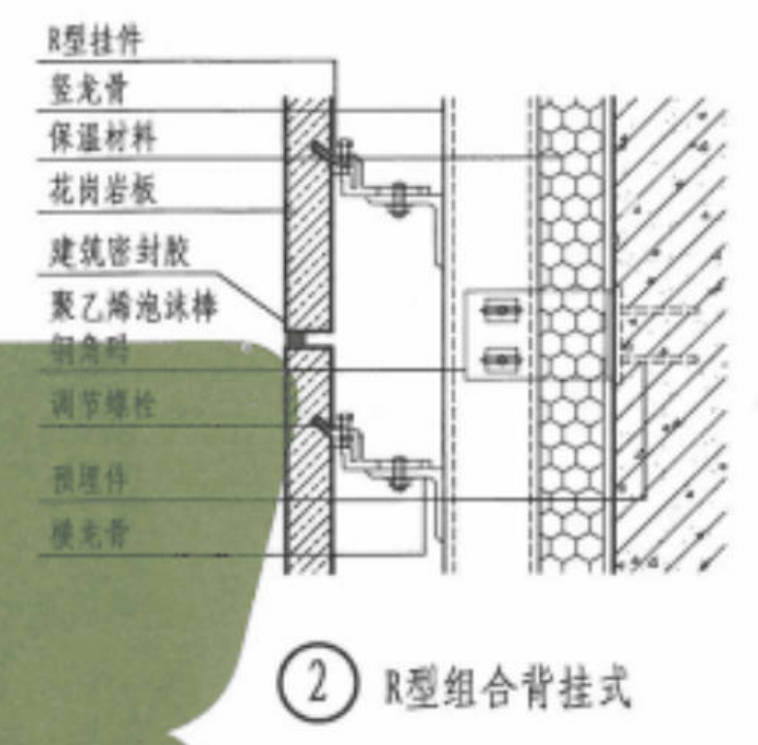 R型挂件
竖龙骨
保温材料
花岗岩板
建筑密封胶
聚乙烯泡沫棒
钢角码
调节螺栓
预埋件
横龙骨
2 R型组合背挂式